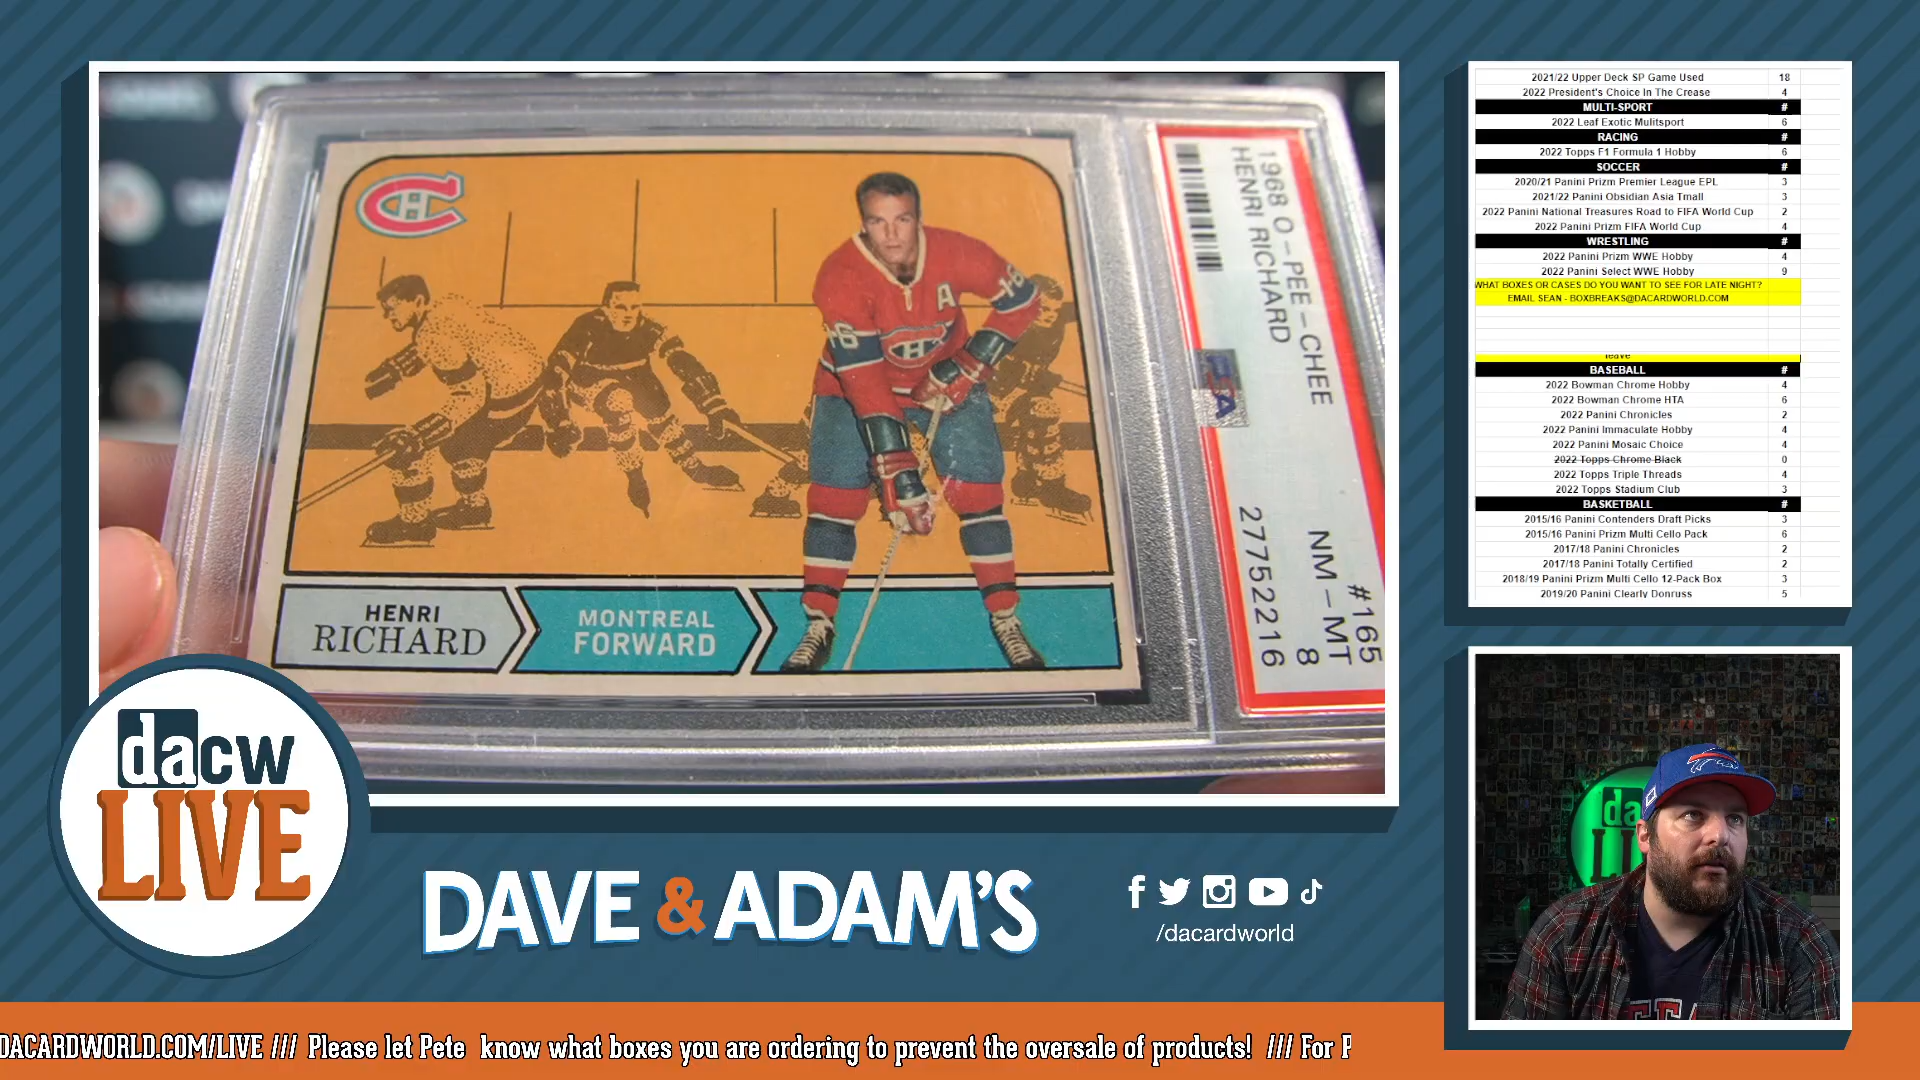 HENRI
RICHARD
MONTREAL
FORWARD
A
16
16
1968 O-PEE-CHEE
HENRI RICHARD
#165
NM-MT
8
27752216
PSA
2021/22 Upper Deck SP Game Used 18
2022 President's Choice In The Crease 4
MULTI-SPORT #
2022 Leaf Exotic Mulitsport 6
RACING #
2022 Topps F1 Formula 1 Hobby 6
SOCCER #
2020/21 Panini Prizm Premier League EPL 3
2021/22 Panini Obsidian Asia Tmall 3
2022 Panini National Treasures Road to FIFA World Cup 2
2022 Panini Prizm FIFA World Cup 4
WRESTLING #
2022 Panini Prizm WWE Hobby 4
2022 Panini Select WWE Hobby 9
WHAT BOXES OR CASES DO YOU WANT TO SEE FOR LATE NIGHT?
EMAIL SEAN - BOXBREAKS@DACARDWORLD.COM
leave
BASEBALL #
2022 Bowman Chrome Hobby 4
2022 Bowman Chrome HTA 6
2022 Panini Chronicles 2
2022 Panini Immaculate Hobby 4
2022 Panini Mosaic Choice 4
2022 Topps Chrome Black 0
2022 Topps Triple Threads 4
2022 Topps Stadium Club 3
BASKETBALL #
2015/16 Panini Contenders Draft Picks 3
2015/16 Panini Prizm Multi Cello Pack 6
2017/18 Panini Chronicles 2
2017/18 Panini Totally Certified 2
2018/19 Panini Prizm Multi Cello 12-Pack Box 3
2019/20 Panini Clearly Donruss 5
dacw
LIVE
DAVE & ADAM'S
/dacardworld
da
DACARDWORLD.COM/LIVE /// Please let Pete know what boxes you are ordering to prevent the oversale of products! /// For P